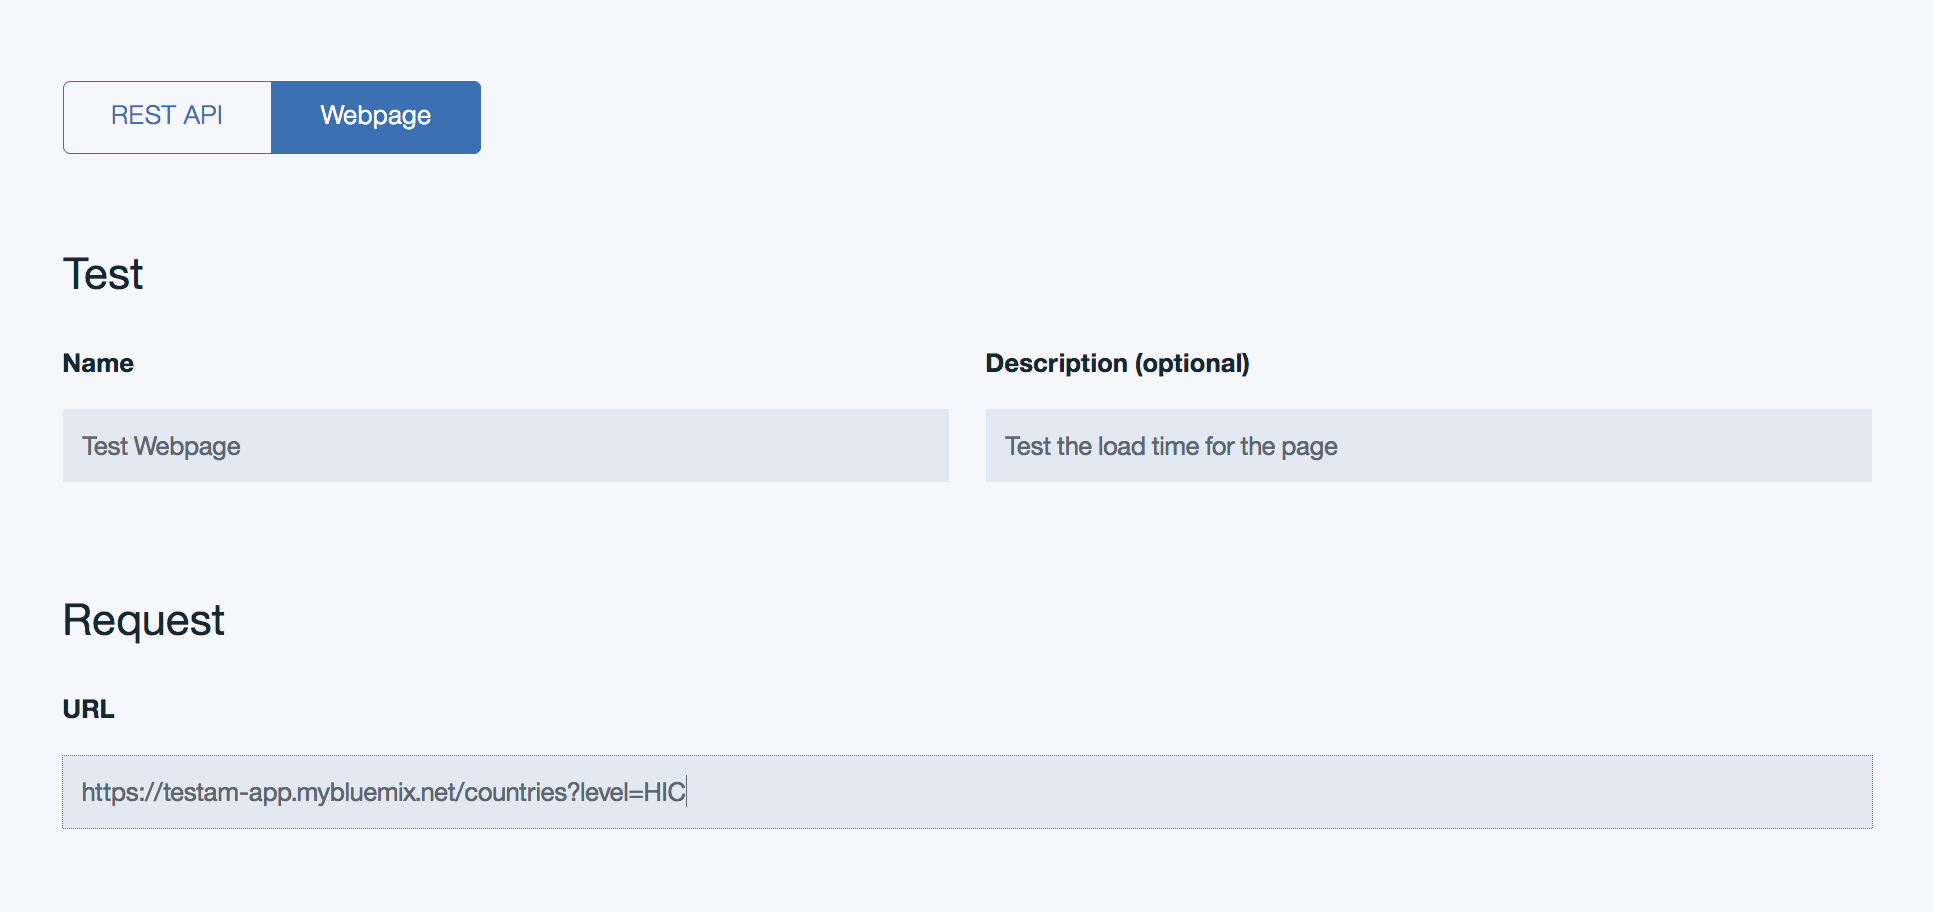 REST API Webpage
Test
Name Description (optional)
Test Webpage Test the load time for the page
Request
URL
https://testam-app.mybluemix.net/countries?level=HIC